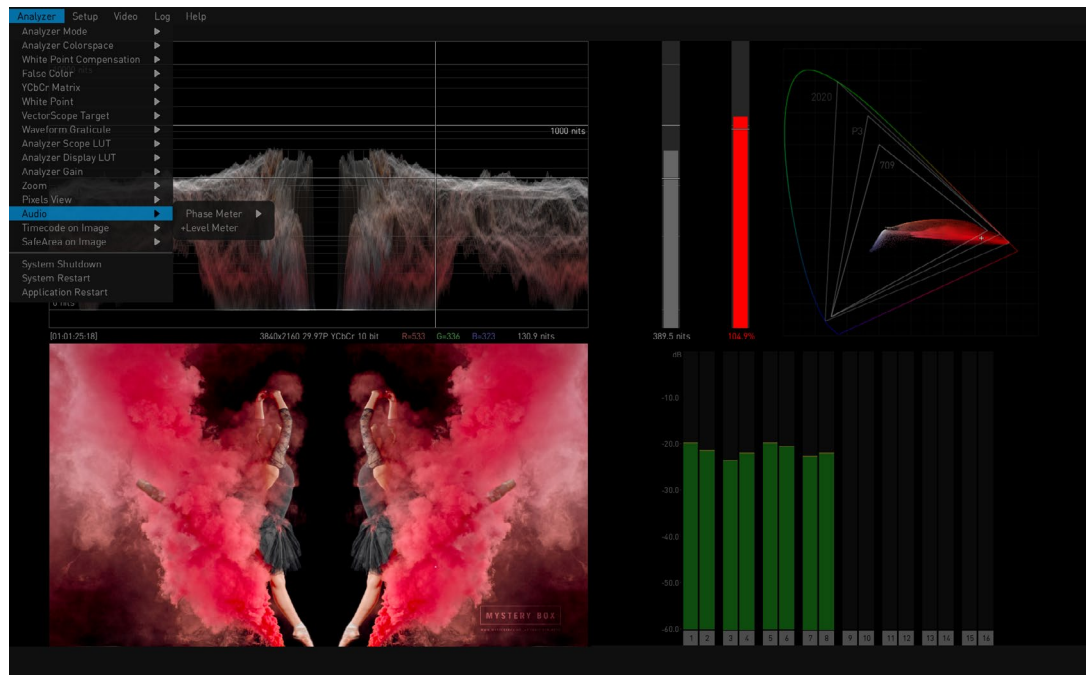 Analyzer Setup Video Log Help
Analyzer Mode
Analyzer Colorspace
White Point Compensation
False Color
YCbCr Matrix
White Point
VectorScope Target
Waveform Graticule
Analyzer Scope LUT
Analyzer Display LUT
Analyzer Gain
Zoom
Pixels View
Audio
Timecode on Image
SafeArea on Image
System Shutdown
System Restart
Application Restart
Phase Meter
+Level Meter
1000 nits
0 nits
[01:01:25:18] 3840x2160 29.97P YCbCr 10 bit R=533 G=336 B=323 130.9 nits
389.5 nits 104.9%
2020
P3
709
MYSTERY BOX
dB
-10.0
-20.0
-30.0
-40.0
-50.0
-60.0
1 2 3 4 5 6 7 8 9 10 11 12 13 14 15 16